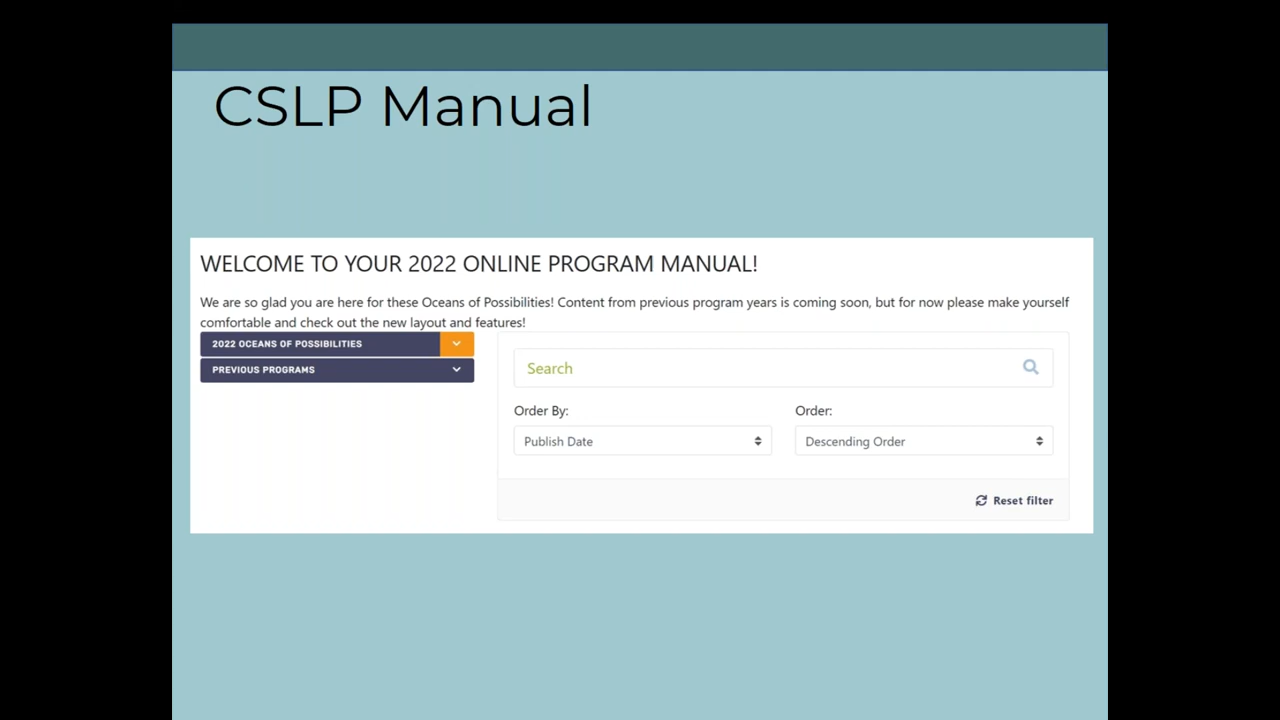 CSLP Manual
WELCOME TO YOUR 2022 ONLINE PROGRAM MANUAL!
We are so glad you are here for these Oceans of Possibilities! Content from previous program years is coming soon, but for now please make yourself
comfortable and check out the new layout and features!
2022 OCEANS OF POSSIBILITIES
PREVIOUS PROGRAMS
Search
Order By:
Order:
Publish Date
Descending Order
Reset filter